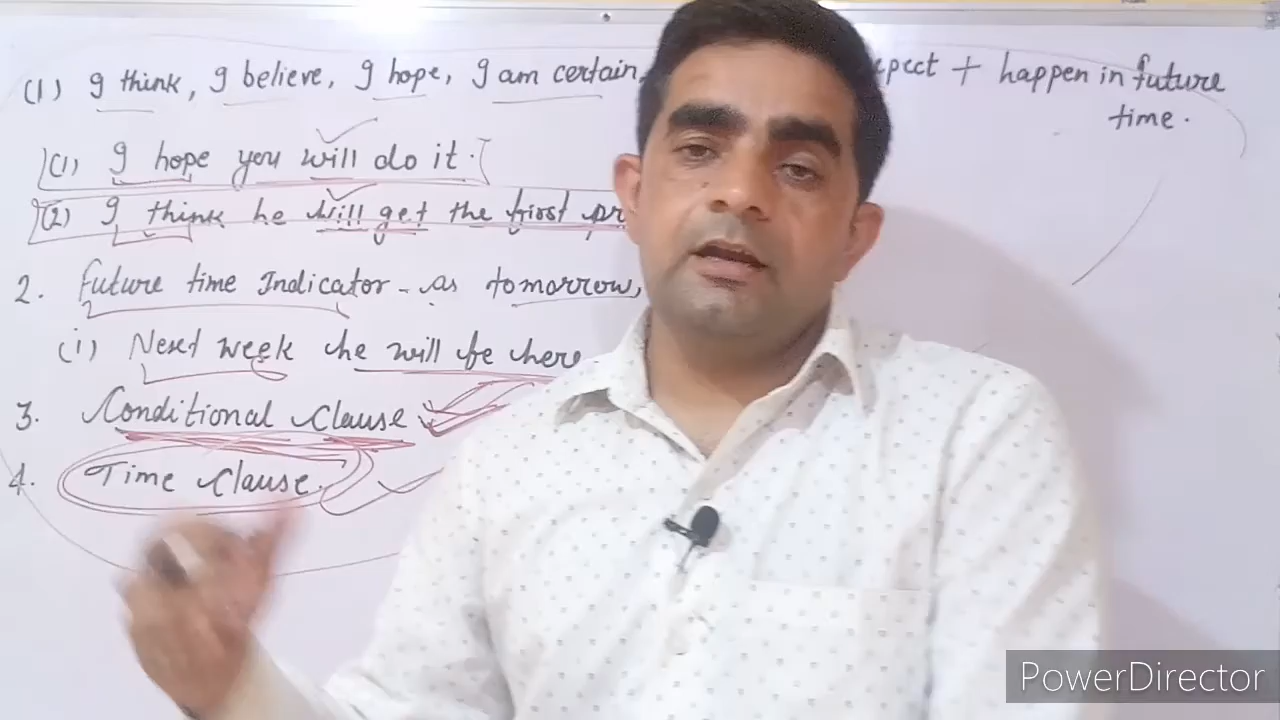 (1) I think, I believe, I hope, I am certain, epect + happen in future
time.
(1) I hope you will do it.
(2) I think he will get the first pr
2. Future time Indicator - as tomorrow,
(i) Next week he will be here
3. Conditional Clause
4. Time Clause.
PowerDirector